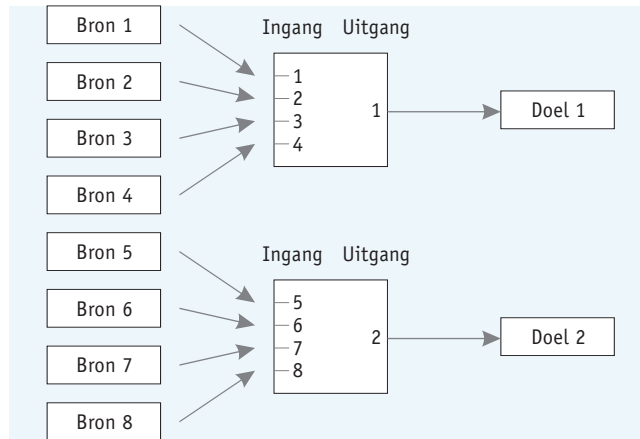 Bron 1
Bron 2
Bron 3
Bron 4
Ingang Uitgang
1
2
3
4
1
Doel 1
Bron 5
Bron 6
Bron 7
Bron 8
Ingang Uitgang
5
6
7
8
2
Doel 2